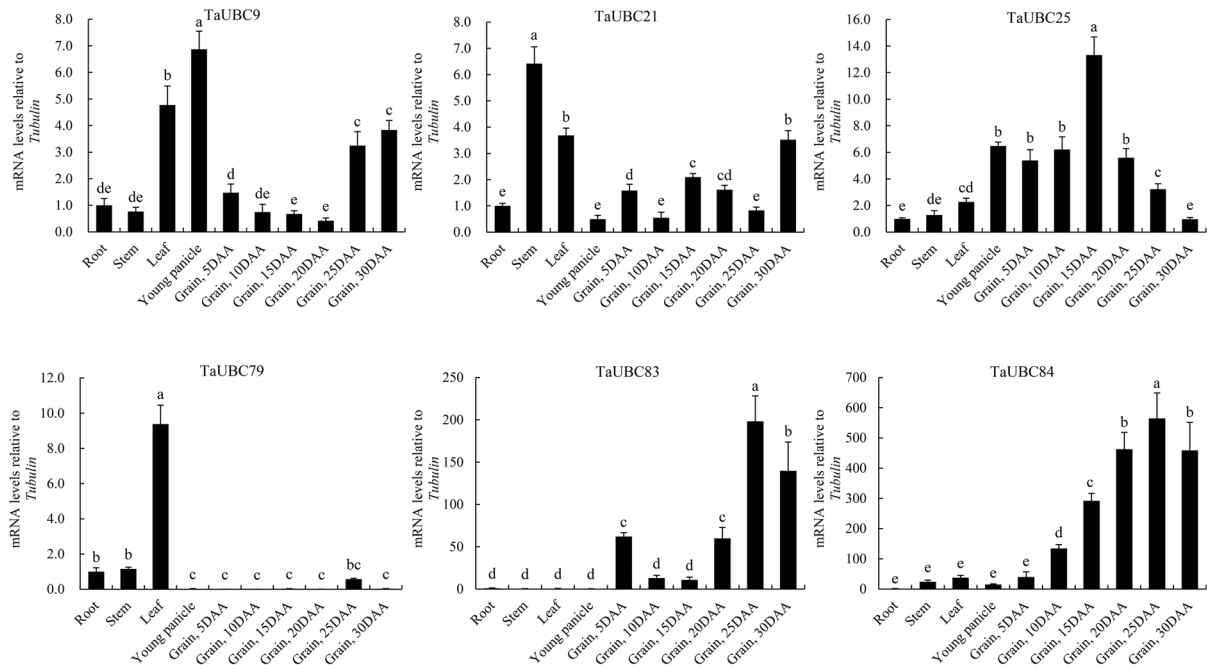 TaUBC9
mRNA levels relative to
Tubulin
8.0
7.0
6.0
5.0
4.0
3.0
2.0
1.0
0.0
de
de
b
a
d
de
e
e
c
c
Root
Stem
Leaf
Young panicle
Grain, 5DAA
Grain, 10DAA
Grain, 15DAA
Grain, 20DAA
Grain, 25DAA
Grain, 30DAA
TaUBC21
mRNA levels relative to
Tubulin
8.0
7.0
6.0
5.0
4.0
3.0
2.0
1.0
0.0
e
a
b
e
d
e
c
cd
e
b
Root
Stem
Leaf
Young panicle
Grain, 5DAA
Grain, 10DAA
Grain, 15DAA
Grain, 20DAA
Grain, 25DAA
Grain, 30DAA
TaUBC25
mRNA levels relative to
Tubulin
16.0
14.0
12.0
10.0
8.0
6.0
4.0
2.0
0.0
e
de
cd
b
b
b
a
b
c
e
Root
Stem
Leaf
Young panicle
Grain, 5DAA
Grain, 10DAA
Grain, 15DAA
Grain, 20DAA
Grain, 25DAA
Grain, 30DAA
TaUBC79
mRNA levels relative to
Tubulin
12.0
10.0
8.0
6.0
4.0
2.0
0.0
b
b
a
c
c
c
c
c
bc
c
Root
Stem
Leaf
Young panicle
Grain, 5DAA
Grain, 10DAA
Grain, 15DAA
Grain, 20DAA
Grain, 25DAA
Grain, 30DAA
TaUBC83
mRNA levels relative to
Tubulin
250
200
150
100
50
0
d
d
d
d
c
d
d
c
a
b
Root
Stem
Leaf
Young panicle
Grain, 5DAA
Grain, 10DAA
Grain, 15DAA
Grain, 20DAA
Grain, 25DAA
Grain, 30DAA
TaUBC84
mRNA levels relative to
Tubulin
700
600
500
400
300
200
100
0
e
e
e
e
e
d
c
b
a
b
Root
Stem
Leaf
Young panicle
Grain, 5DAA
Grain, 10DAA
Grain, 15DAA
Grain, 20DAA
Grain, 25DAA
Grain, 30DAA